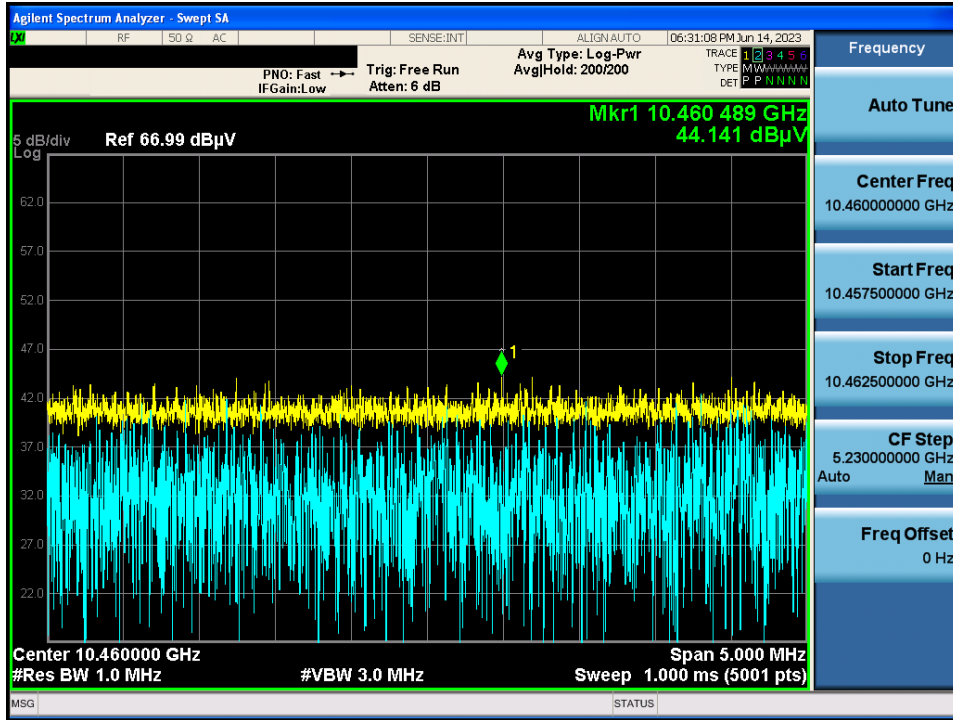 Agilent Spectrum Analyzer - Swept SA
LXI RF 50 Ω AC SENSE:INT ALIGN AUTO 06:31:08 PM Jun 14, 2023
PNO: Fast
IFGain:Low
Trig: Free Run
Atten: 6 dB
Avg Type: Log-Pwr
Avg|Hold: 200/200
TRACE 1 2 3 4 5 6
TYPE M W W W W W
DET P P N N N N
Mkr1 10.460 489 GHz
44.141 dBµV
5 dB/div Ref 66.99 dBµV
Log
62.0
57.0
52.0
47.0
1
42.0
37.0
32.0
27.0
22.0
Center 10.460000 GHz Span 5.000 MHz
#Res BW 1.0 MHz #VBW 3.0 MHz Sweep 1.000 ms (5001 pts)
MSG STATUS
Frequency
Auto Tune
Center Freq
10.460000000 GHz
Start Freq
10.457500000 GHz
Stop Freq
10.462500000 GHz
CF Step
5.230000000 GHz
Auto Man
Freq Offset
0 Hz